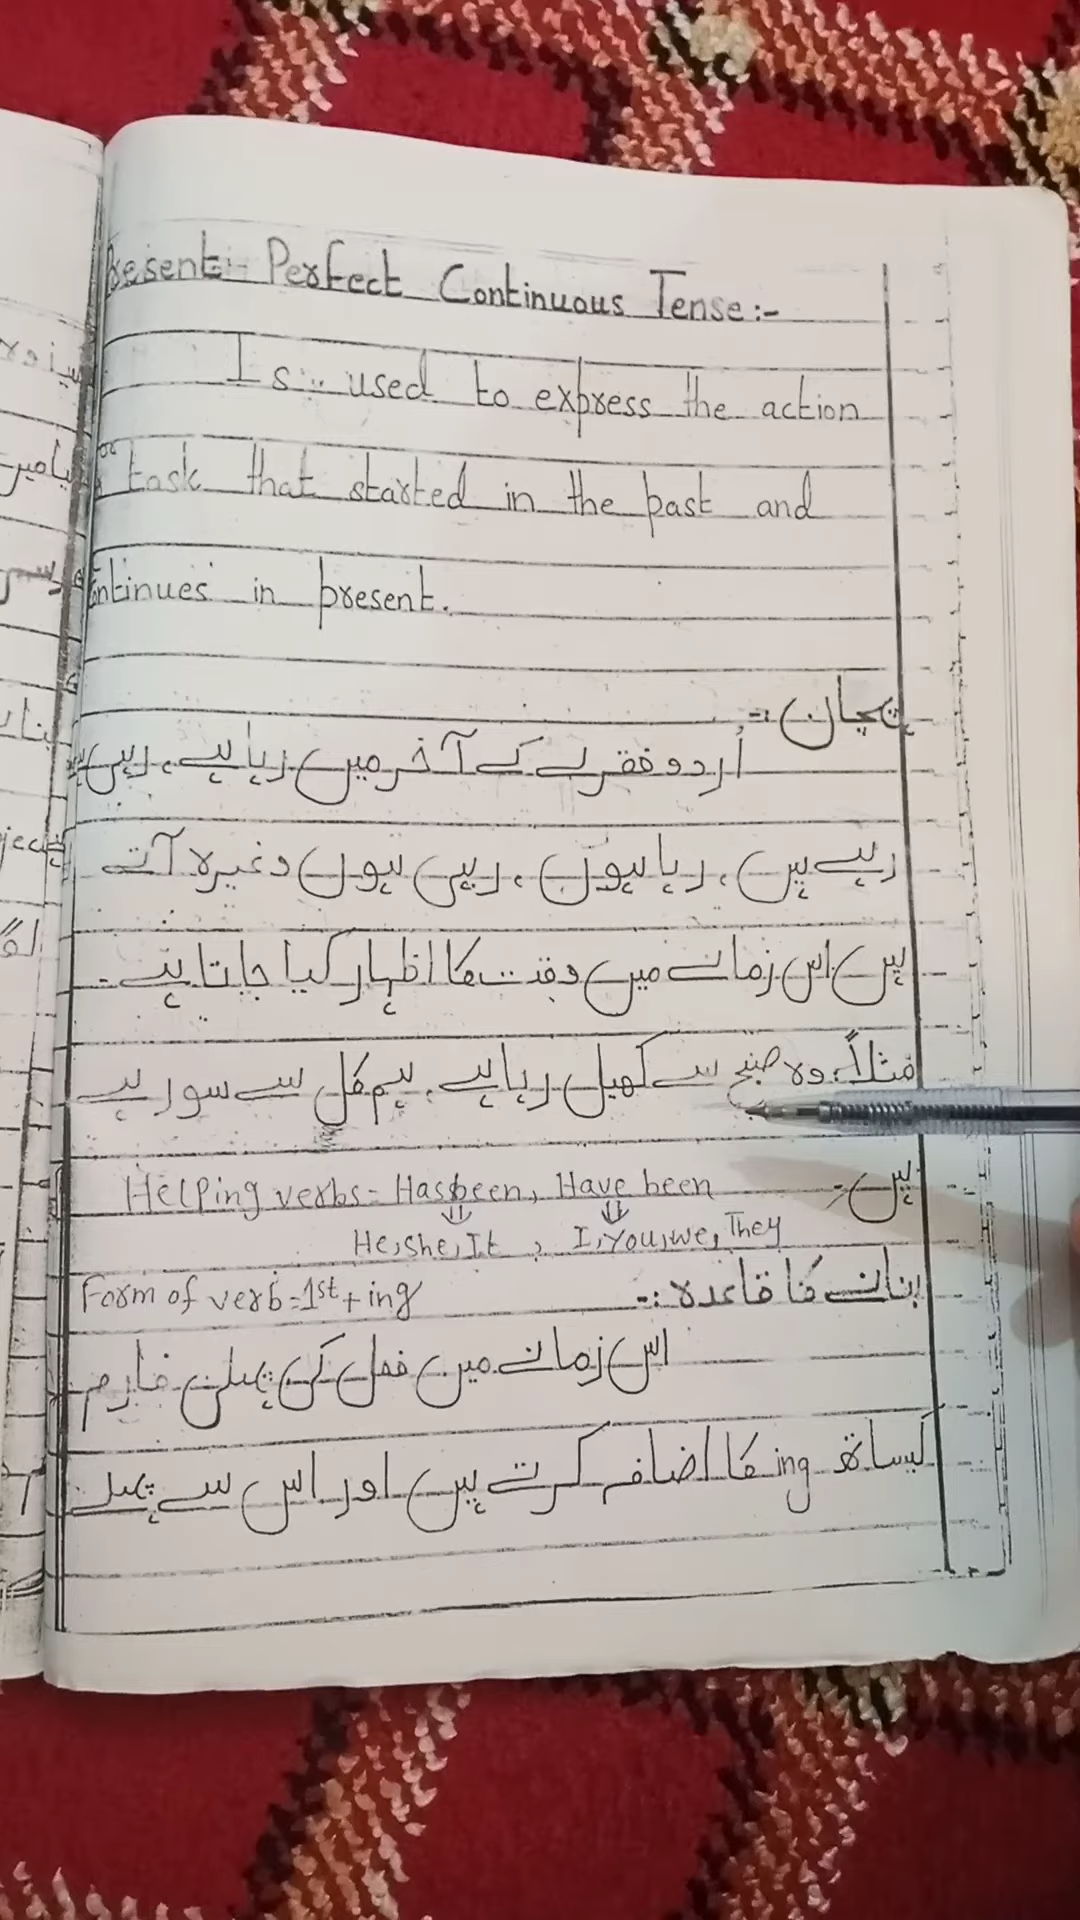 Present:- Perfect Continuous Tense:-
Is used to express the action
or task that started in the past and
continues in present.
پہچان :-
اُردو فقرے کے آخر میں رہا ہے، رہی ہے
رہے ہیں، رہا ہوں، رہی ہوں وغیرہ آتے
ہیں اس زمانے میں وقت کا اظہار کیا جاتا ہے۔
مثلاً: وہ صبح سے کھیل رہا ہے۔ ہم کل سے سو رہے
ہیں۔
Helping verbs = Has been, Have been
He, she, It , I, You, we, They
بنانے کا قاعدہ :-
Form of verb = 1st + ing
اس زمانے میں فعل کی پہلی فارم
کیساتھ ing کا اضافہ کرتے ہیں اور اس سے پہلے